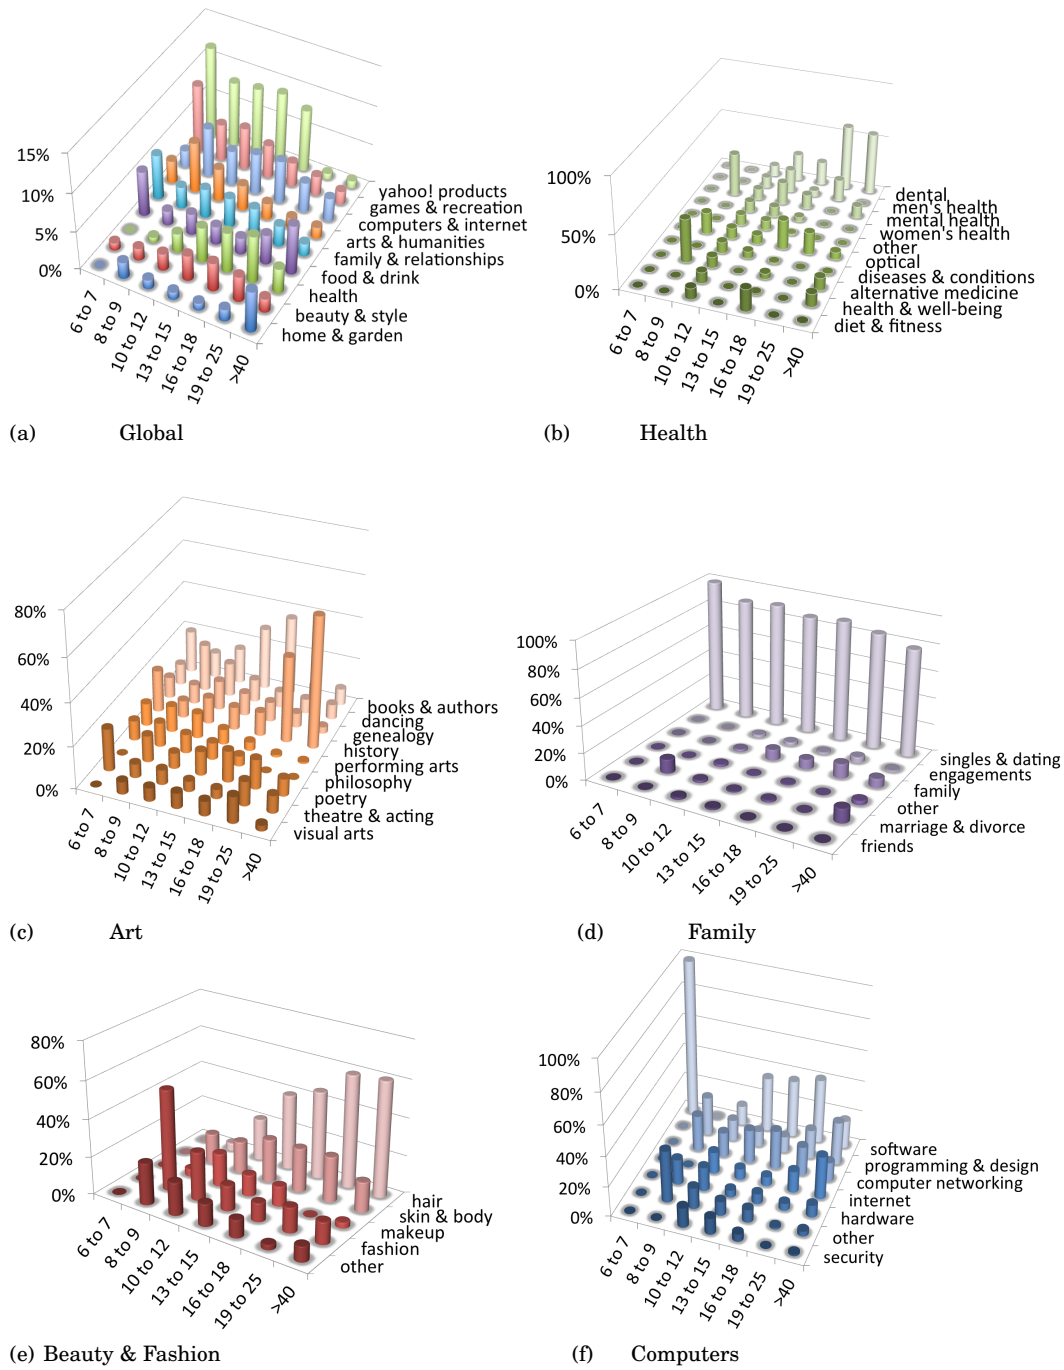 15%
10%
5%
0%
6 to 7
8 to 9
10 to 12
13 to 15
16 to 18
19 to 25
>40
yahoo! products
games & recreation
computers & internet
arts & humanities
family & relationships
food & drink
health
beauty & style
home & garden
(a) Global
100%
50%
0%
6 to 7
8 to 9
10 to 12
13 to 15
16 to 18
19 to 25
>40
dental
men's health
mental health
women's health
other
optical
diseases & conditions
alternative medicine
health & well-being
diet & fitness
(b) Health
80%
60%
40%
20%
0%
6 to 7
8 to 9
10 to 12
13 to 15
16 to 18
19 to 25
>40
books & authors
dancing
genealogy
history
performing arts
philosophy
poetry
theatre & acting
visual arts
(c) Art
100%
80%
60%
40%
20%
0%
6 to 7
8 to 9
10 to 12
13 to 15
16 to 18
19 to 25
>40
singles & dating
engagements
family
other
marriage & divorce
friends
(d) Family
80%
60%
40%
20%
0%
6 to 7
8 to 9
10 to 12
13 to 15
16 to 18
19 to 25
>40
hair
skin & body
makeup
fashion
other
(e) Beauty & Fashion
100%
80%
60%
40%
20%
0%
6 to 7
8 to 9
10 to 12
13 to 15
16 to 18
19 to 25
>40
software
programming & design
computer networking
internet
hardware
other
security
(f) Computers